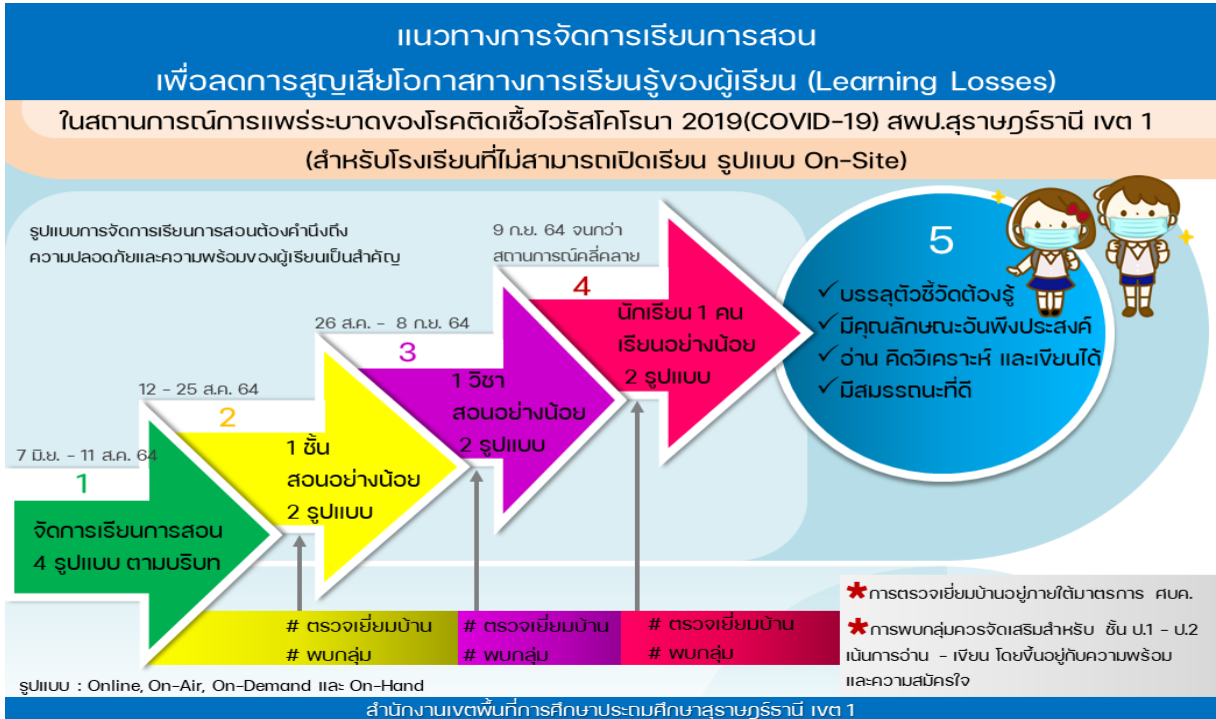 แนวทางการจัดการเรียนการสอน
เพื่อลดการสูญเสียโอกาสทางการเรียนรู้ของผู้เรียน (Learning Losses)
ในสถานการณ์การแพร่ระบาดของโรคติดเชื้อไวรัสโคโรนา 2019(COVID-19) สพป.สุราษฎร์ธานี เขต 1
(สำหรับโรงเรียนที่ไม่สามารถเปิดเรียน รูปแบบ On-Site)
รูปแบบการจัดการเรียนการสอนต้องคำนึงถึง
ความปลอดภัยและความพร้อมของผู้เรียนเป็นสำคัญ
7 มิ.ย. - 11 ส.ค. 64
1
จัดการเรียนการสอน
4 รูปแบบ ตามบริบท
12 - 25 ส.ค. 64
2
1 ชั้น
สอนอย่างน้อย
2 รูปแบบ
26 ส.ค. - 8 ก.ย. 64
3
1 วิชา
สอนอย่างน้อย
2 รูปแบบ
9 ก.ย. 64 จนกว่า
สถานการณ์คลี่คลาย
4
นักเรียน 1 คน
เรียนอย่างน้อย
2 รูปแบบ
5
✓ บรรลุตัวชี้วัดต้องรู้
✓ มีคุณลักษณะอันพึงประสงค์
✓ อ่าน คิดวิเคราะห์ และเขียนได้
✓ มีสมรรถนะที่ดี
# ตรวจเยี่ยมบ้าน
# พบกลุ่ม
# ตรวจเยี่ยมบ้าน
# พบกลุ่ม
# ตรวจเยี่ยมบ้าน
# พบกลุ่ม
*การตรวจเยี่ยมบ้านอยู่ภายใต้มาตรการ ศบค.
*การพบกลุ่มควรจัดเสริมสำหรับ ชั้น ป.1 - ป.2
เน้นการอ่าน - เขียน โดยขึ้นอยู่กับความพร้อม
และความสมัครใจ
รูปแบบ : Online, On-Air, On-Demand และ On-Hand
สำนักงานเขตพื้นที่การศึกษาประถมศึกษาสุราษฎร์ธานี เขต 1